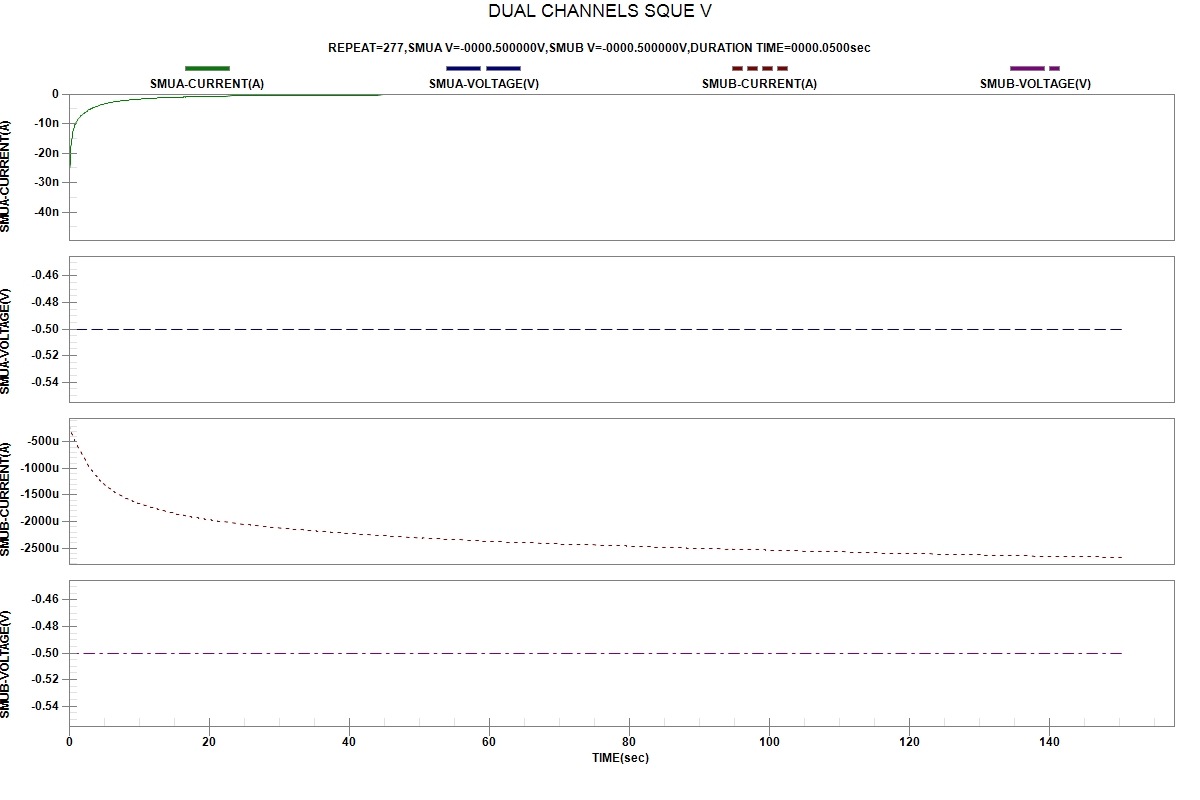 DUAL CHANNELS SQUE V
REPEAT=277,SMUA V=-0000.500000V,SMUB V=-0000.500000V,DURATION TIME=0000.0500sec
SMUA-CURRENT(A) SMUA-VOLTAGE(V) SMUB-CURRENT(A) SMUB-VOLTAGE(V)
SMUA-CURRENT(A)
0
-10n
-20n
-30n
-40n
SMUA-VOLTAGE(V)
-0.46
-0.48
-0.50
-0.52
-0.54
SMUB-CURRENT(A)
-500u
-1000u
-1500u
-2000u
-2500u
SMUB-VOLTAGE(V)
-0.46
-0.48
-0.50
-0.52
-0.54
0 20 40 60 80 100 120 140
TIME(sec)